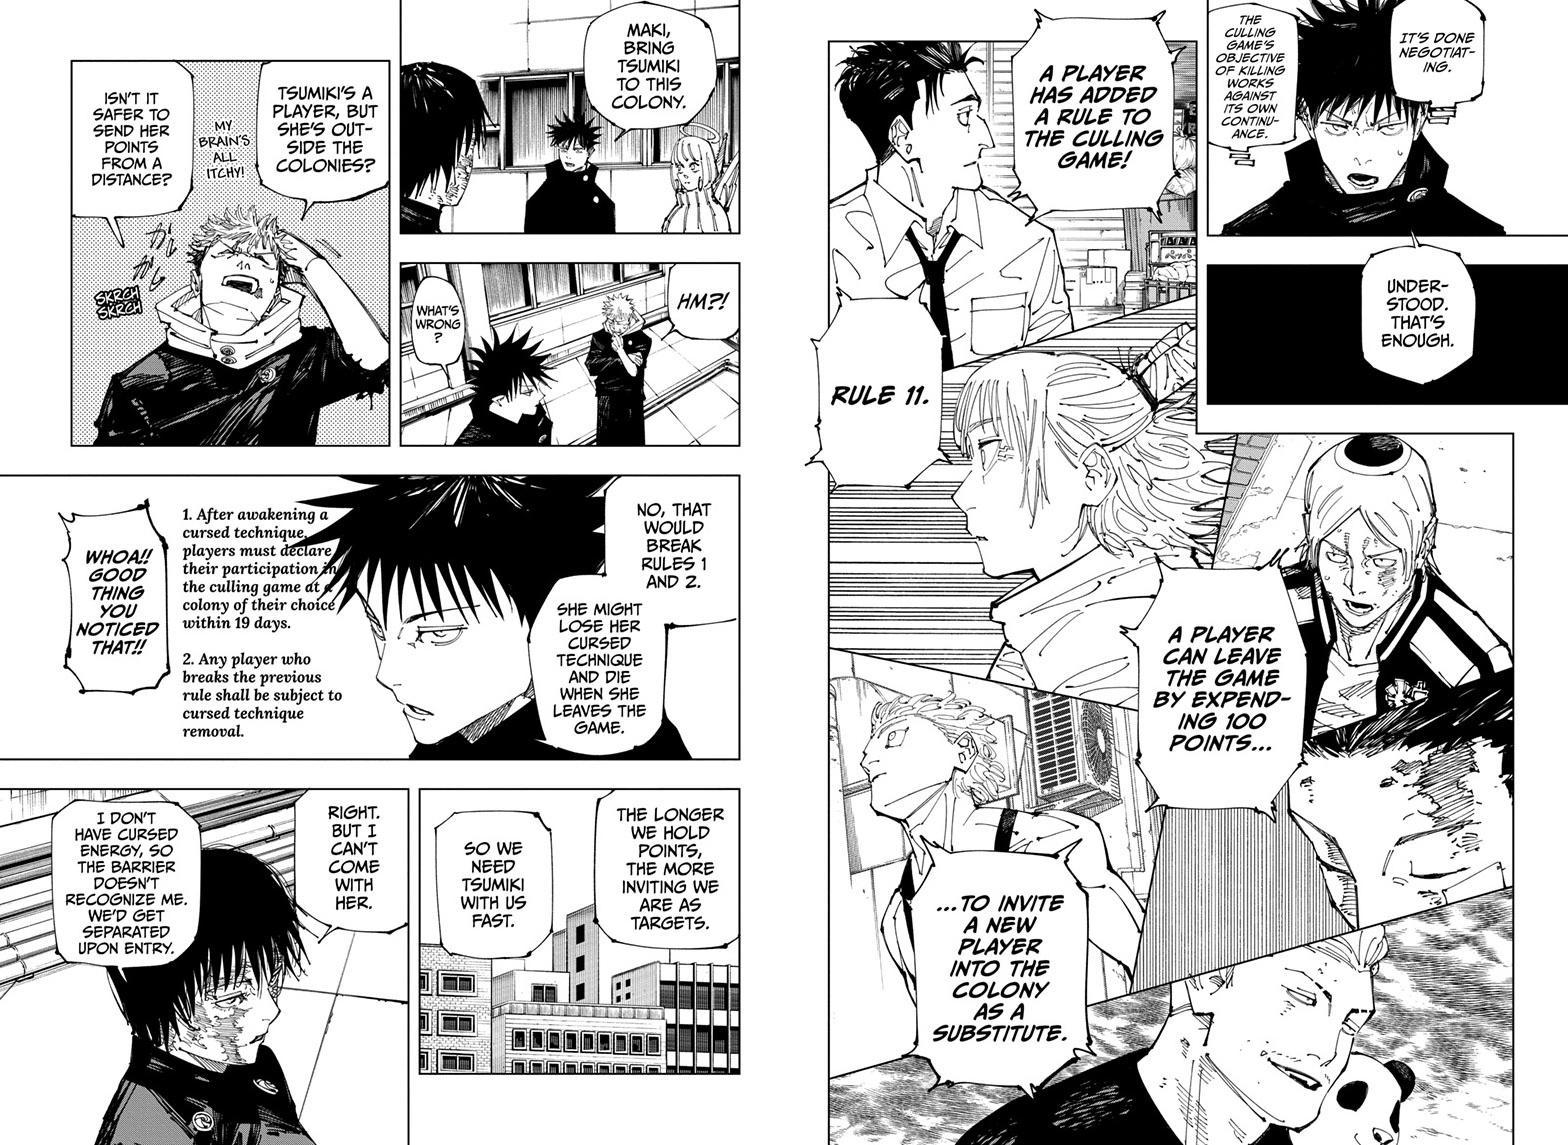 IT'S DONE
NEGOTIAT-
ING.
THE
CULLING
GAME'S
OBJECTIVE
OF KILLING
WORKS
AGAINST
ITS OWN
CONTINU-
ANCE.
UNDER-
STOOD.
THAT'S
ENOUGH.
A PLAYER
HAS ADDED
A RULE TO
THE CULLING
GAME!
RULE 11.
A PLAYER
CAN LEAVE
THE GAME
BY EXPEND-
ING 100
POINTS...
...TO INVITE
A NEW
PLAYER
INTO THE
COLONY
AS A
SUBSTITUTE.
MAKI,
BRING
TSUMIKI
TO THIS
COLONY.
HM?!
WHAT'S
WRONG
?
TSUMIKI'S A
PLAYER, BUT
SHE'S OUT-
SIDE THE
COLONIES?
MY
BRAIN'S
ALL
ITCHY!
ISN'T IT
SAFER TO
SEND HER
POINTS
FROM A
DISTANCE?
SKRCH
SKRCH
NO, THAT
WOULD
BREAK
RULES 1
AND 2.
SHE MIGHT
LOSE HER
CURSED
TECHNIQUE
AND DIE
WHEN SHE
LEAVES THE
GAME.
1. After awakening a
cursed technique,
players must declare
their participation in
the culling game at a
colony of their choice
within 19 days.
2. Any player who
breaks the previous
rule shall be subject to
cursed technique
removal.
WHOA!!
GOOD
THING
YOU
NOTICED
THAT!!
THE LONGER
WE HOLD
POINTS,
THE MORE
INVITING WE
ARE AS
TARGETS.
SO WE
NEED
TSUMIKI
WITH US
FAST.
RIGHT.
BUT I
CAN'T
COME
WITH
HER.
I DON'T
HAVE CURSED
ENERGY, SO
THE BARRIER
DOESN'T
RECOGNIZE ME.
WE'D GET
SEPARATED
UPON ENTRY.